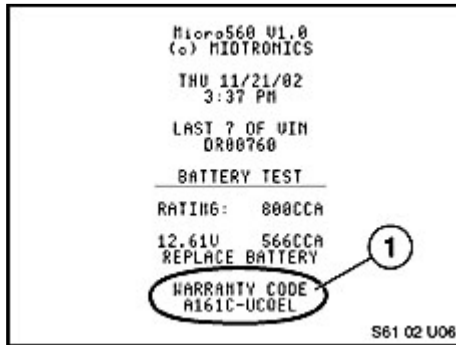 Micro560 V1.0
(c) MIDTRONICS
THU 11/21/02
3:37 PM
LAST 7 OF VIN
DR00760
BATTERY TEST
RATING: 800CCA
12.61V 566CCA
REPLACE BATTERY
1
WARRANTY CODE
A161C-UCOEL
S61 02 U06